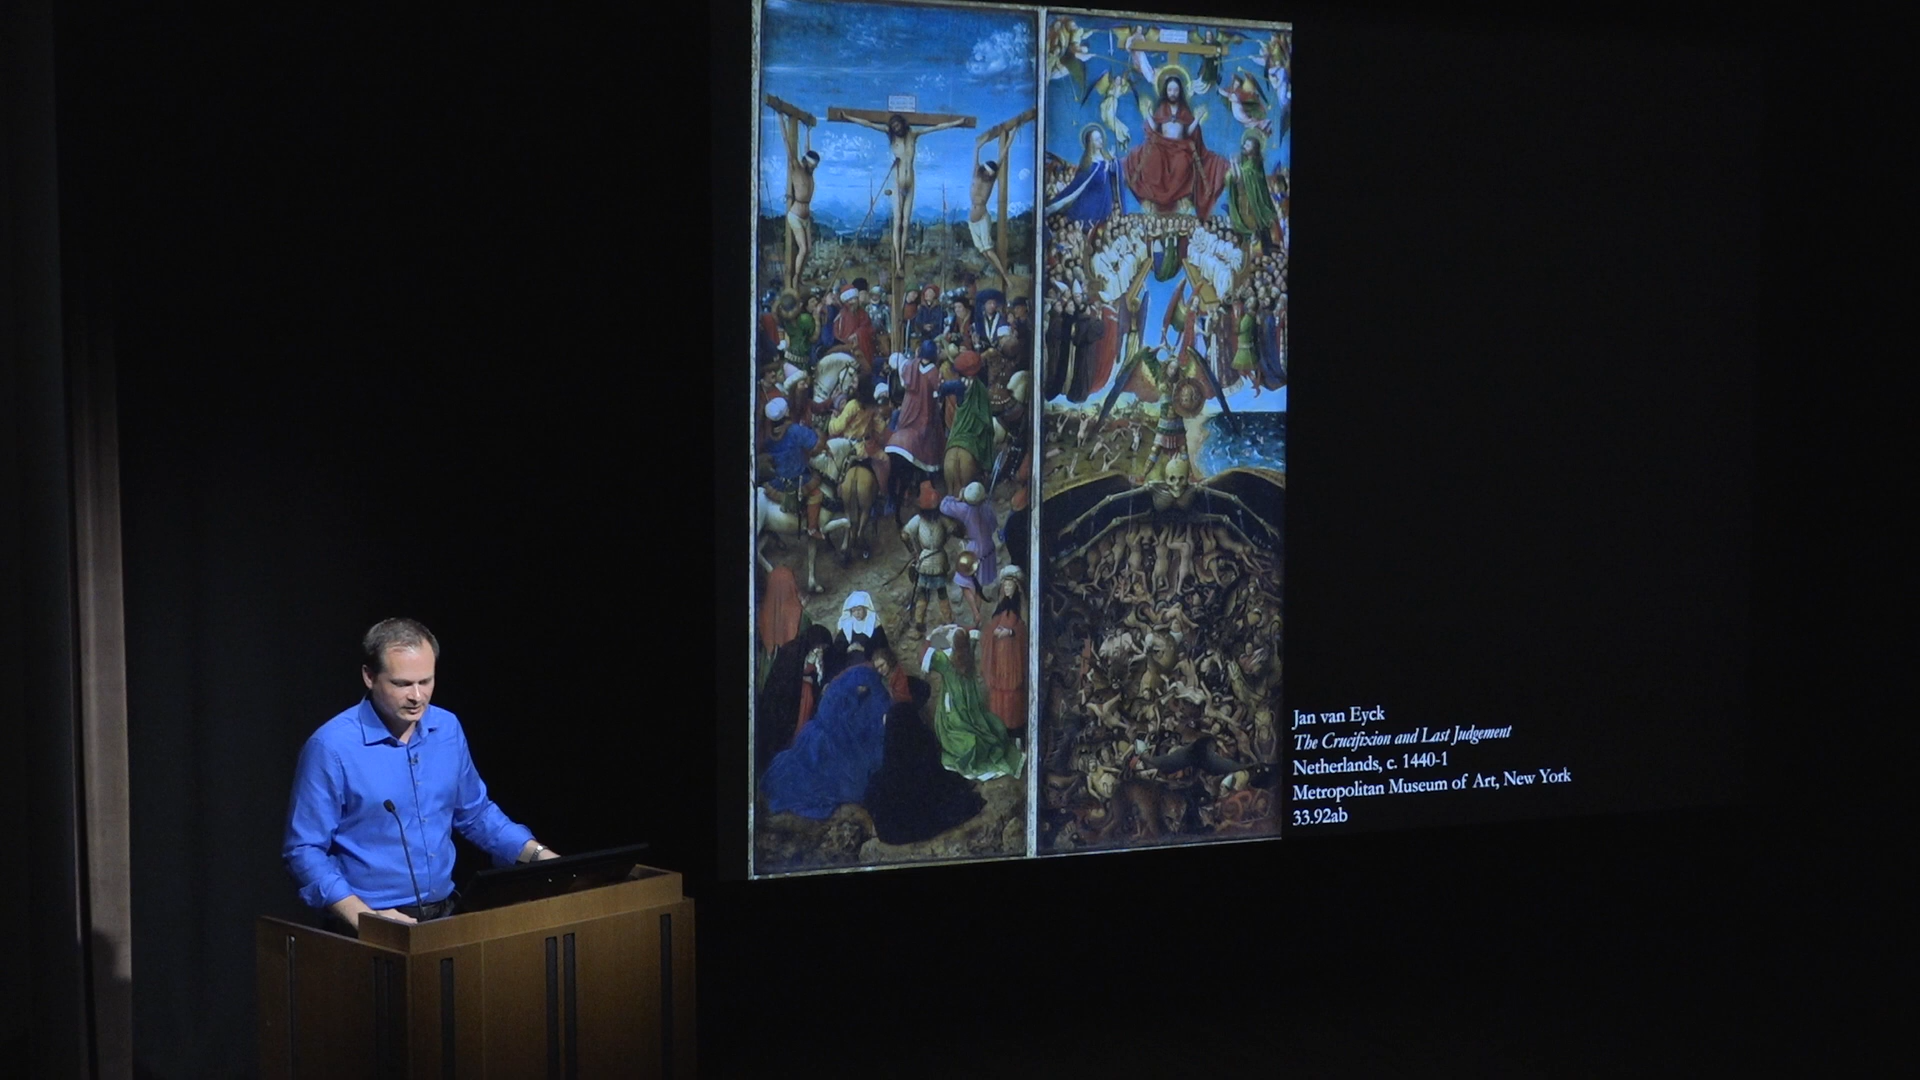 Jan van Eyck
The Crucifixion and Last Judgement
Netherlands, c. 1440-1
Metropolitan Museum of Art, New York
33.92ab